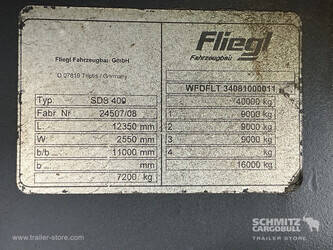 Fliegl Fahrzeugbau GmbH
D 07819 Triptis / Germany
Fliegl
Fahrzeugbau
WFDFLT 34081000011
Typ: SDS 400 40000 kg
Fabr Nr 24507/08 1 9000 kg
L 12350 mm 2 9000 kg
W 2550 mm 3 9000 kg
b/b 11000 mm 4 kg
b mm 16000 kg
7200 kg
www.trailer-store.com
SCHMITZ
CARGOBULL
TRAILER STORE